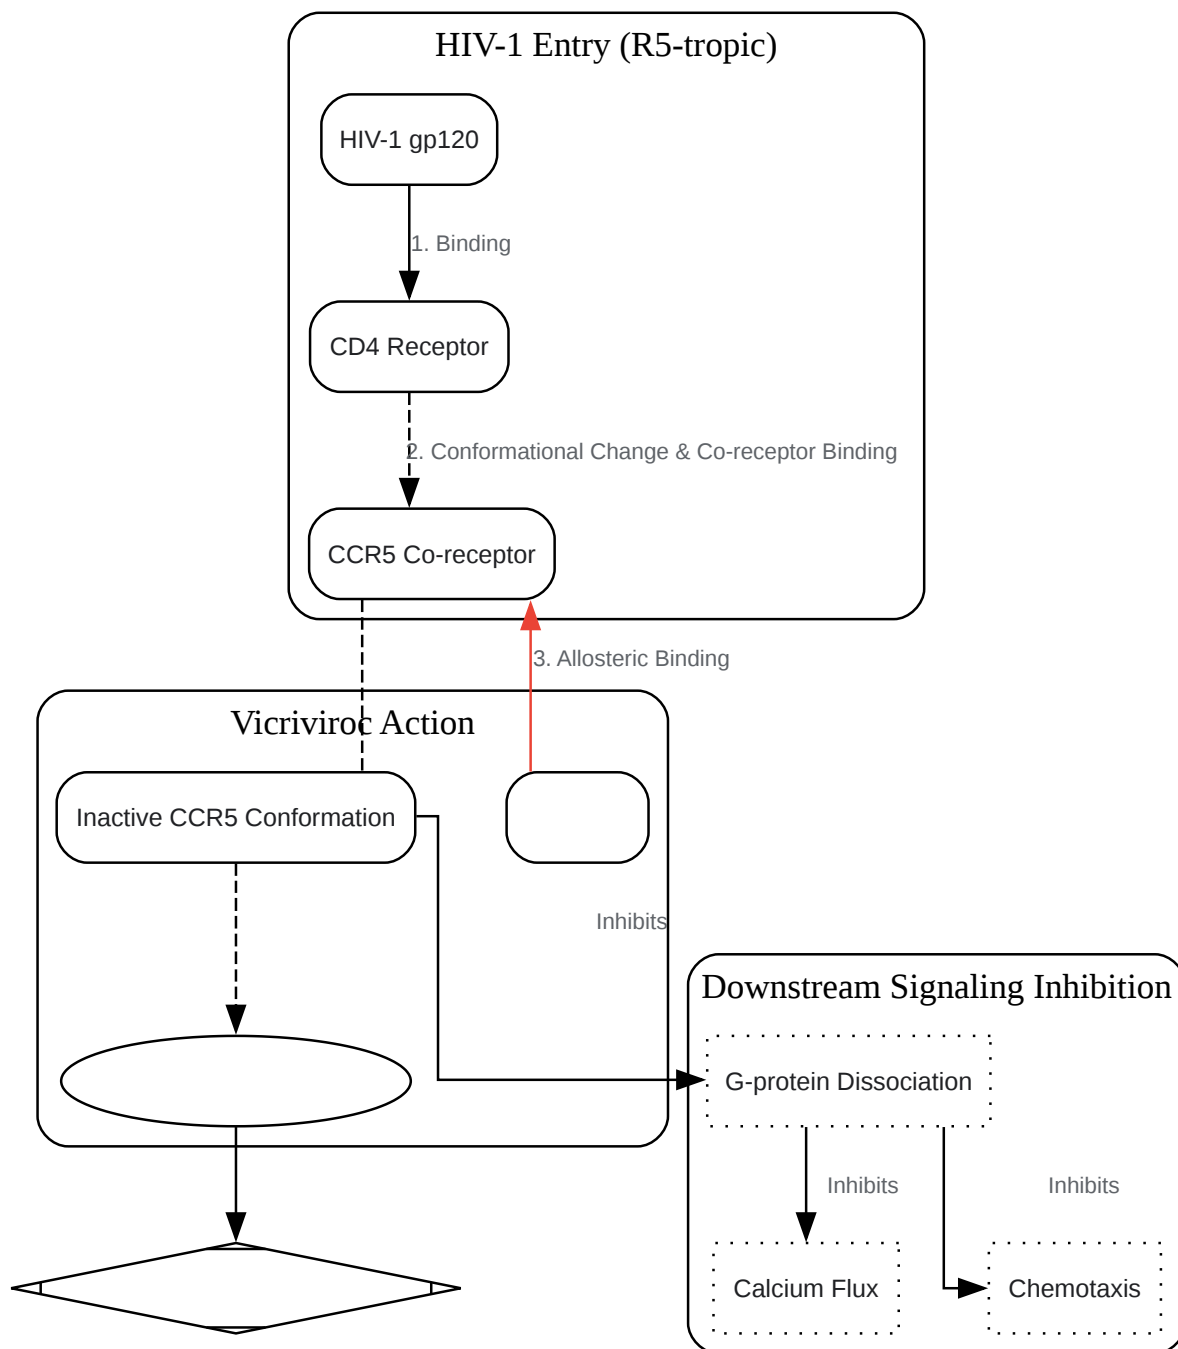 HIV-1 Entry (R5-tropic)
HIV-1 gp120
1. Binding
CD4 Receptor
2. Conformational Change & Co-receptor Binding
CCR5 Co-receptor
3. Allosteric Binding
Vicriviroc Action
Inactive CCR5 Conformation
Inhibits
Downstream Signaling Inhibition
G-protein Dissociation
Inhibits
Inhibits
Calcium Flux
Chemotaxis